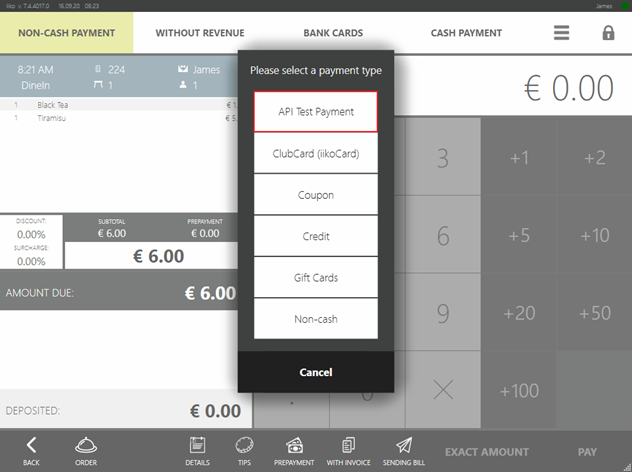 iiko v. 7.4.4017.0 16.09.20 08:23 James
NON-CASH PAYMENT WITHOUT REVENUE BANK CARDS CASH PAYMENT
8:21 AM 224 James
DineIn 1 1
1 Black Tea
1 Tiramisu
DISCOUNT:
0.00%
SURCHARGE:
0.00%
SUBTOTAL PREPAYMENT
€ 6.00 € 0.00
€ 6.00
AMOUNT DUE: € 6.00
DEPOSITED: € 0.00
Please select a payment type
API Test Payment
ClubCard (iikoCard)
Coupon
Credit
Gift Cards
Non-cash
Cancel
€ 0.00
3 +1 +2
6 +5 +10
9 +20 +50
+100
BACK ORDER DETAILS TIPS PREPAYMENT WITH INVOICE SENDING BILL EXACT AMOUNT PAY